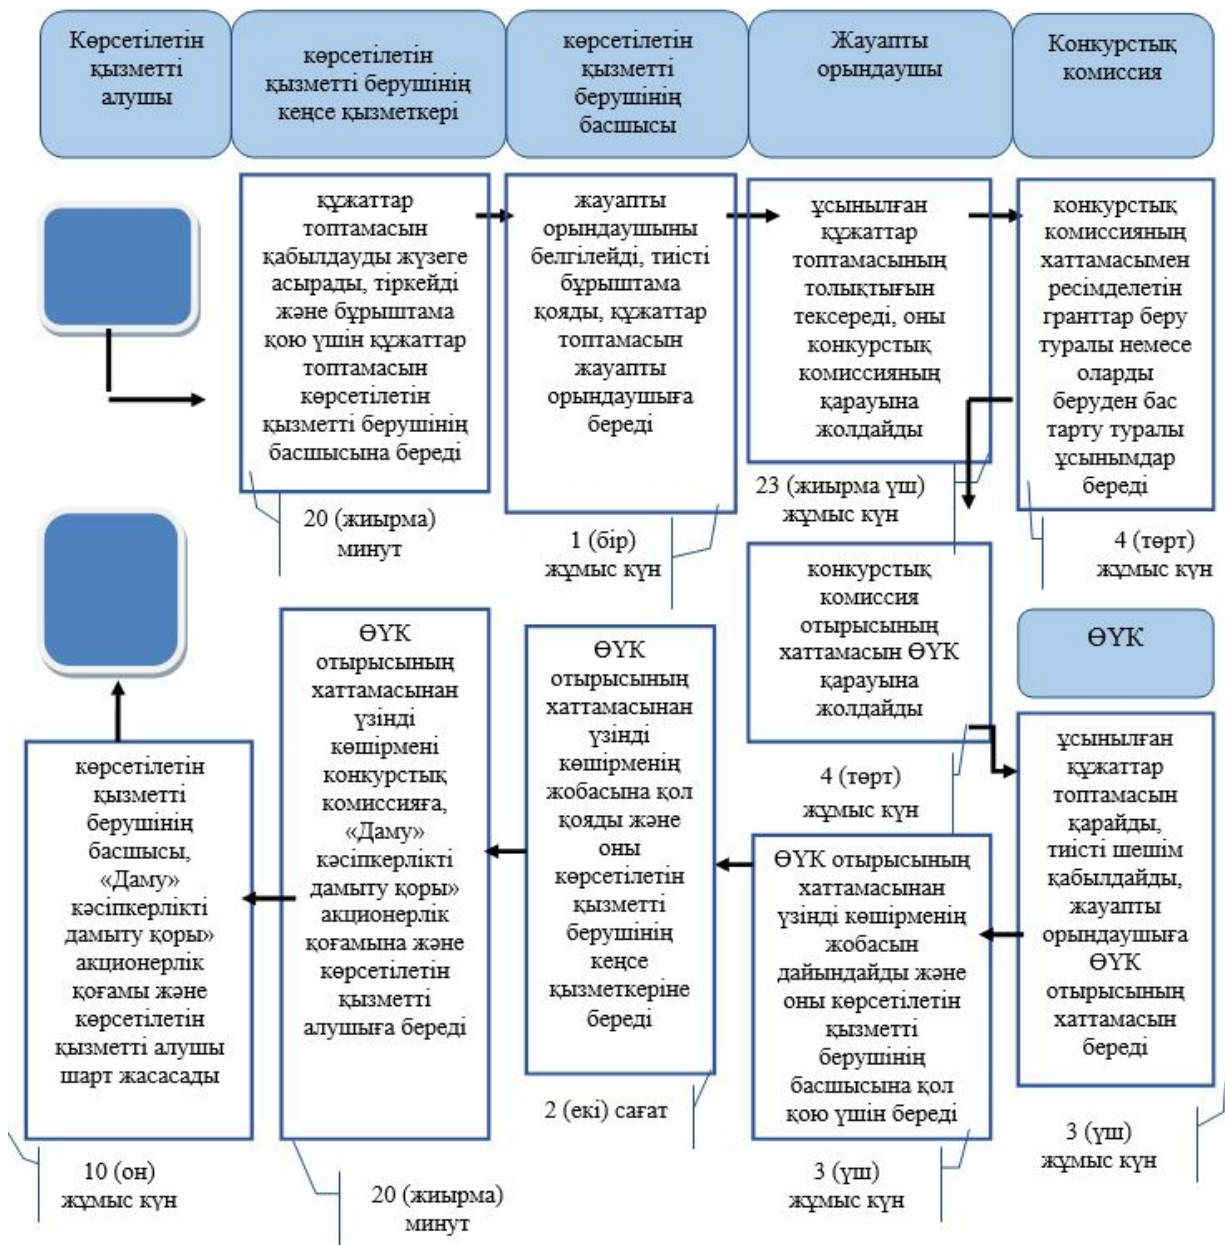 Көрсетілетін
қызметті
алушы
көрсетілетін
қызметті берушінің
кеңсе қызметкері
көрсетілетін
қызметті
берушінің
басшысы
Жауапты
орындаушы
Конкурстық
комиссия
құжаттар
топтамасын
қабылдауды жүзеге
асырады, тіркейді
және бұрыштама
қою үшін құжаттар
топтамасын
көрсетілетін
қызметті берушінің
басшысына береді
20 (жиырма)
минут
жауапты
орындаушыны
белгілейді, тиісті
бұрыштама
қояды, құжаттар
топтамасын
жауапты
орындаушыға
береді
1 (бір)
жұмыс күн
ұсынылған
құжаттар
топтамасының
толықтығын
тексереді, оны
конкурстық
комиссияның
қарауына
жолдайды
23 (жиырма үш)
жұмыс күн
конкурстық
комиссияның
хаттамасымен
ресімделетін
гранттар беру
туралы немесе
оларды
беруден бас
тарту туралы
ұсынымдар
береді
4 (төрт)
жұмыс күн
конкурстық
комиссия
отырысының
хаттамасын ӨҮК
қарауына
жолдайды
4 (төрт)
жұмыс күн
ӨҮК
ұсынылған
құжаттар
топтамасын
қарайды,
тиісті шешім
қабылдайды,
жауапты
орындаушыға
ӨҮК
отырысының
хаттамасын
береді
3 (үш)
жұмыс күн
ӨҮК отырысының
хаттамасынан
үзінді көшірменің
жобасын
дайындайды және
оны көрсетілетін
қызметті
берушінің
басшысына қол
қою үшін береді
3 (үш)
жұмыс күн
ӨҮК
отырысының
хаттамасынан
үзінді
көшірменің
жобасына қол
қояды және
оны
көрсетілетін
қызметті
берушінің
кеңсе
қызметкеріне
береді
2 (екі) сағат
ӨҮК
отырысының
хаттамасынан
үзінді
көшірмені
конкурстық
комиссияға,
«Даму»
кәсіпкерлікті
дамыту қоры»
акционерлік
қоғамына және
көрсетілетін
қызметті
алушыға береді
20 (жиырма)
минут
көрсетілетін
қызметті
берушінің
басшысы,
«Даму»
кәсіпкерлікті
дамыту қоры»
акционерлік
қоғамы және
көрсетілетін
қызметті алушы
шарт жасасады
10 (он)
жұмыс күн